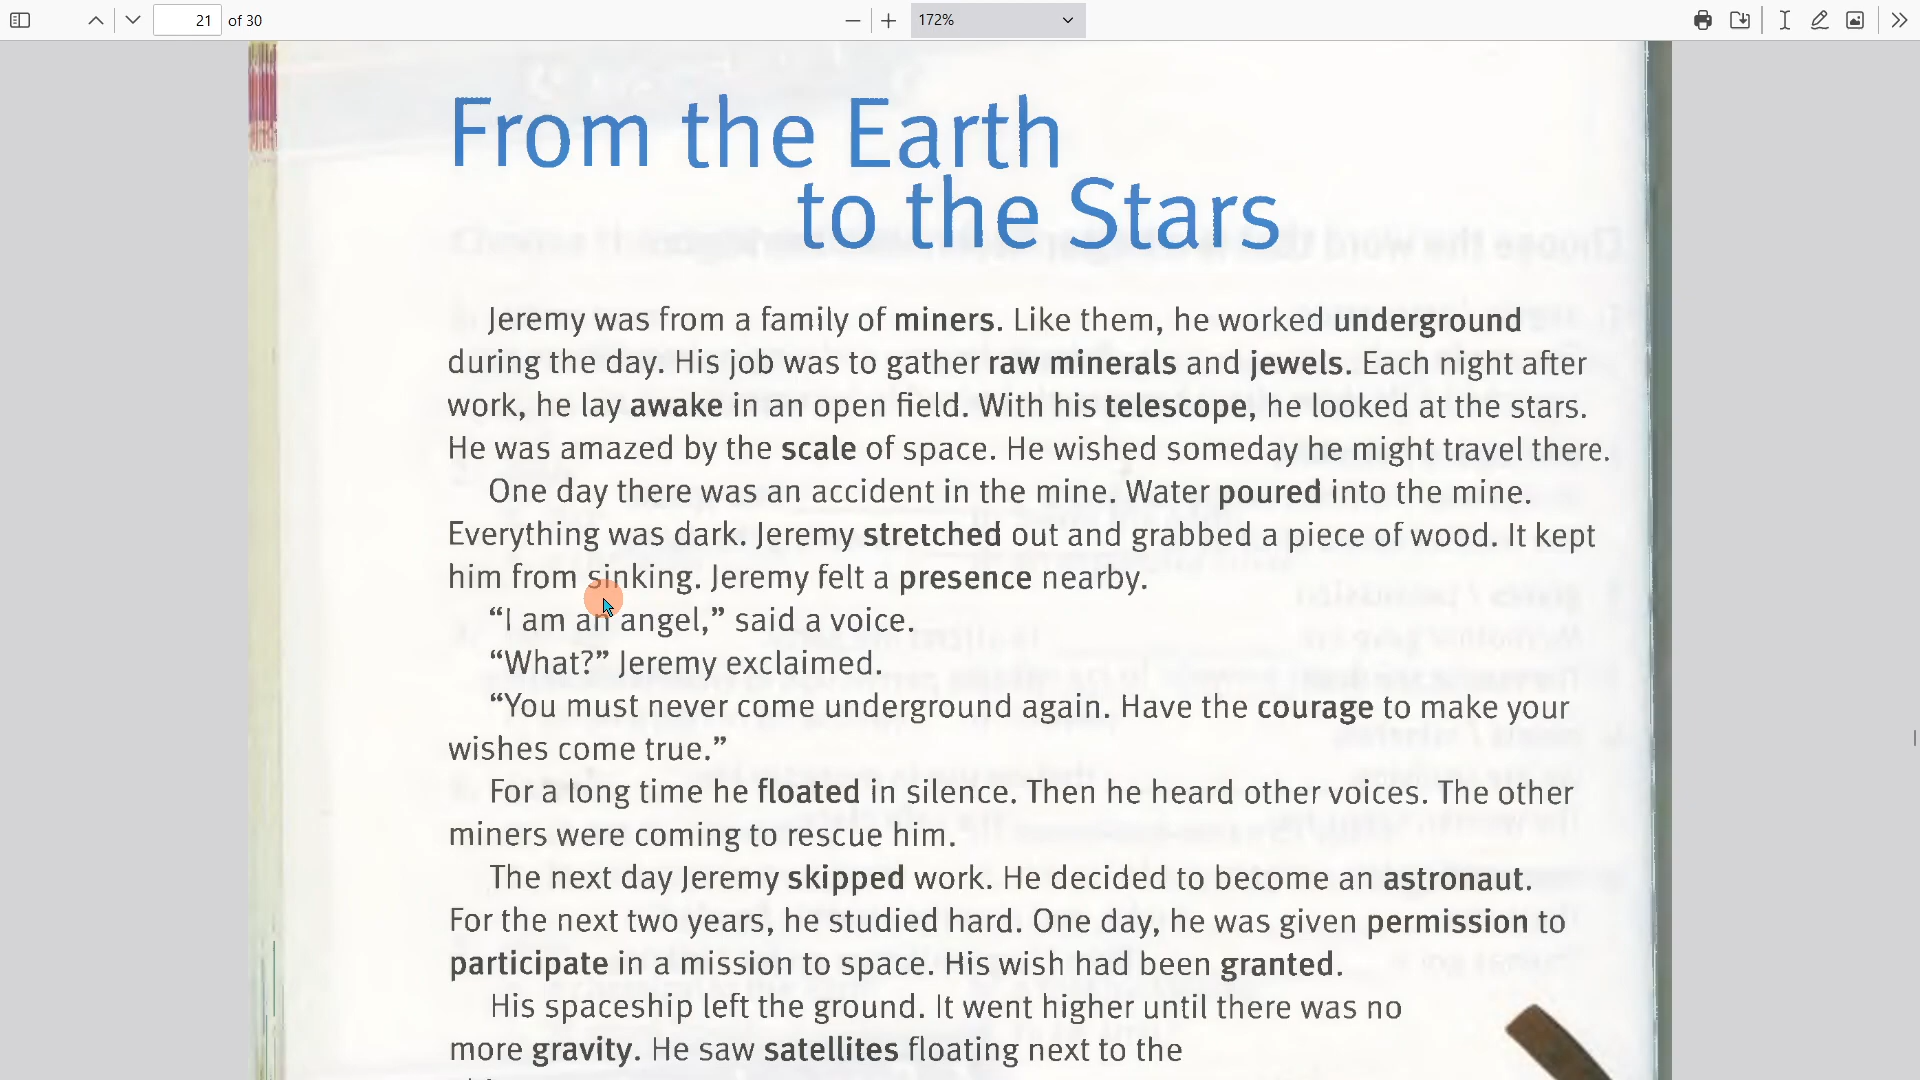 21 of 30 172%
From the Earth
to the Stars
Jeremy was from a family of miners. Like them, he worked underground
during the day. His job was to gather raw minerals and jewels. Each night after
work, he lay awake in an open field. With his telescope, he looked at the stars.
He was amazed by the scale of space. He wished someday he might travel there.
One day there was an accident in the mine. Water poured into the mine.
Everything was dark. Jeremy stretched out and grabbed a piece of wood. It kept
him from sinking. Jeremy felt a presence nearby.
“I am an angel,” said a voice.
“What?” Jeremy exclaimed.
“You must never come underground again. Have the courage to make your
wishes come true.”
For a long time he floated in silence. Then he heard other voices. The other
miners were coming to rescue him.
The next day Jeremy skipped work. He decided to become an astronaut.
For the next two years, he studied hard. One day, he was given permission to
participate in a mission to space. His wish had been granted.
His spaceship left the ground. It went higher until there was no
more gravity. He saw satellites floating next to the